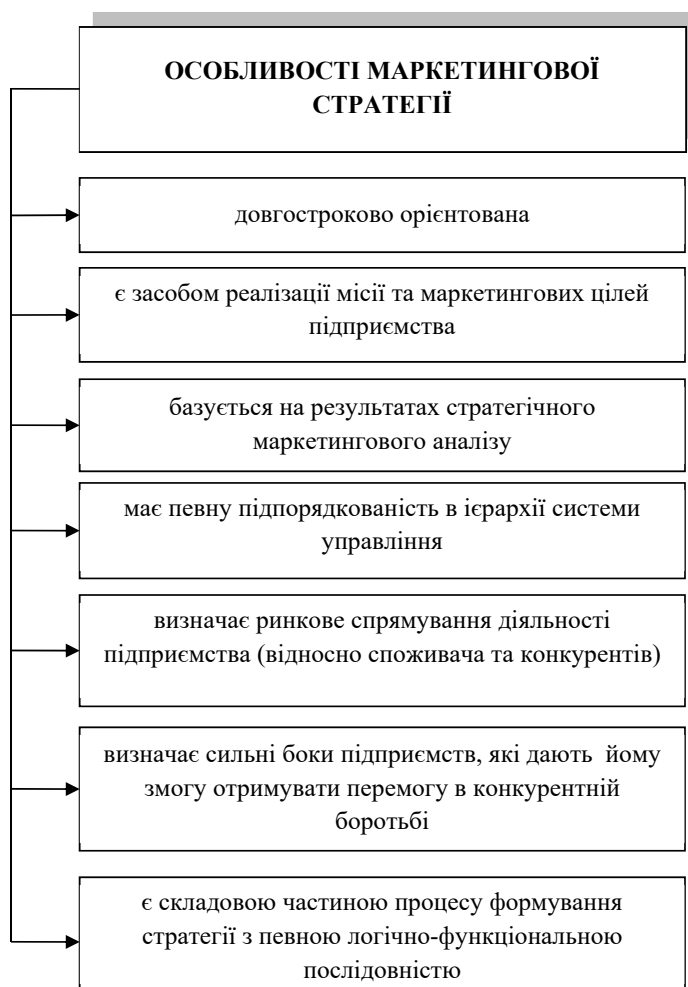 ОСОБЛИВОСТІ МАРКЕТИНГОВОЇ
СТРАТЕГІЇ
довгостроково орієнтована
є засобом реалізації місії та маркетингових цілей
підприємства
базується на результатах стратегічного
маркетингового аналізу
має певну підпорядкованість в ієрархії системи
управління
визначає ринкове спрямування діяльності
підприємства (відносно споживача та конкурентів)
визначає сильні боки підприємств, які дають  йому
змогу отримувати перемогу в конкурентній
боротьбі
є складовою частиною процесу формування
стратегії з певною логічно-функціональною
послідовністю